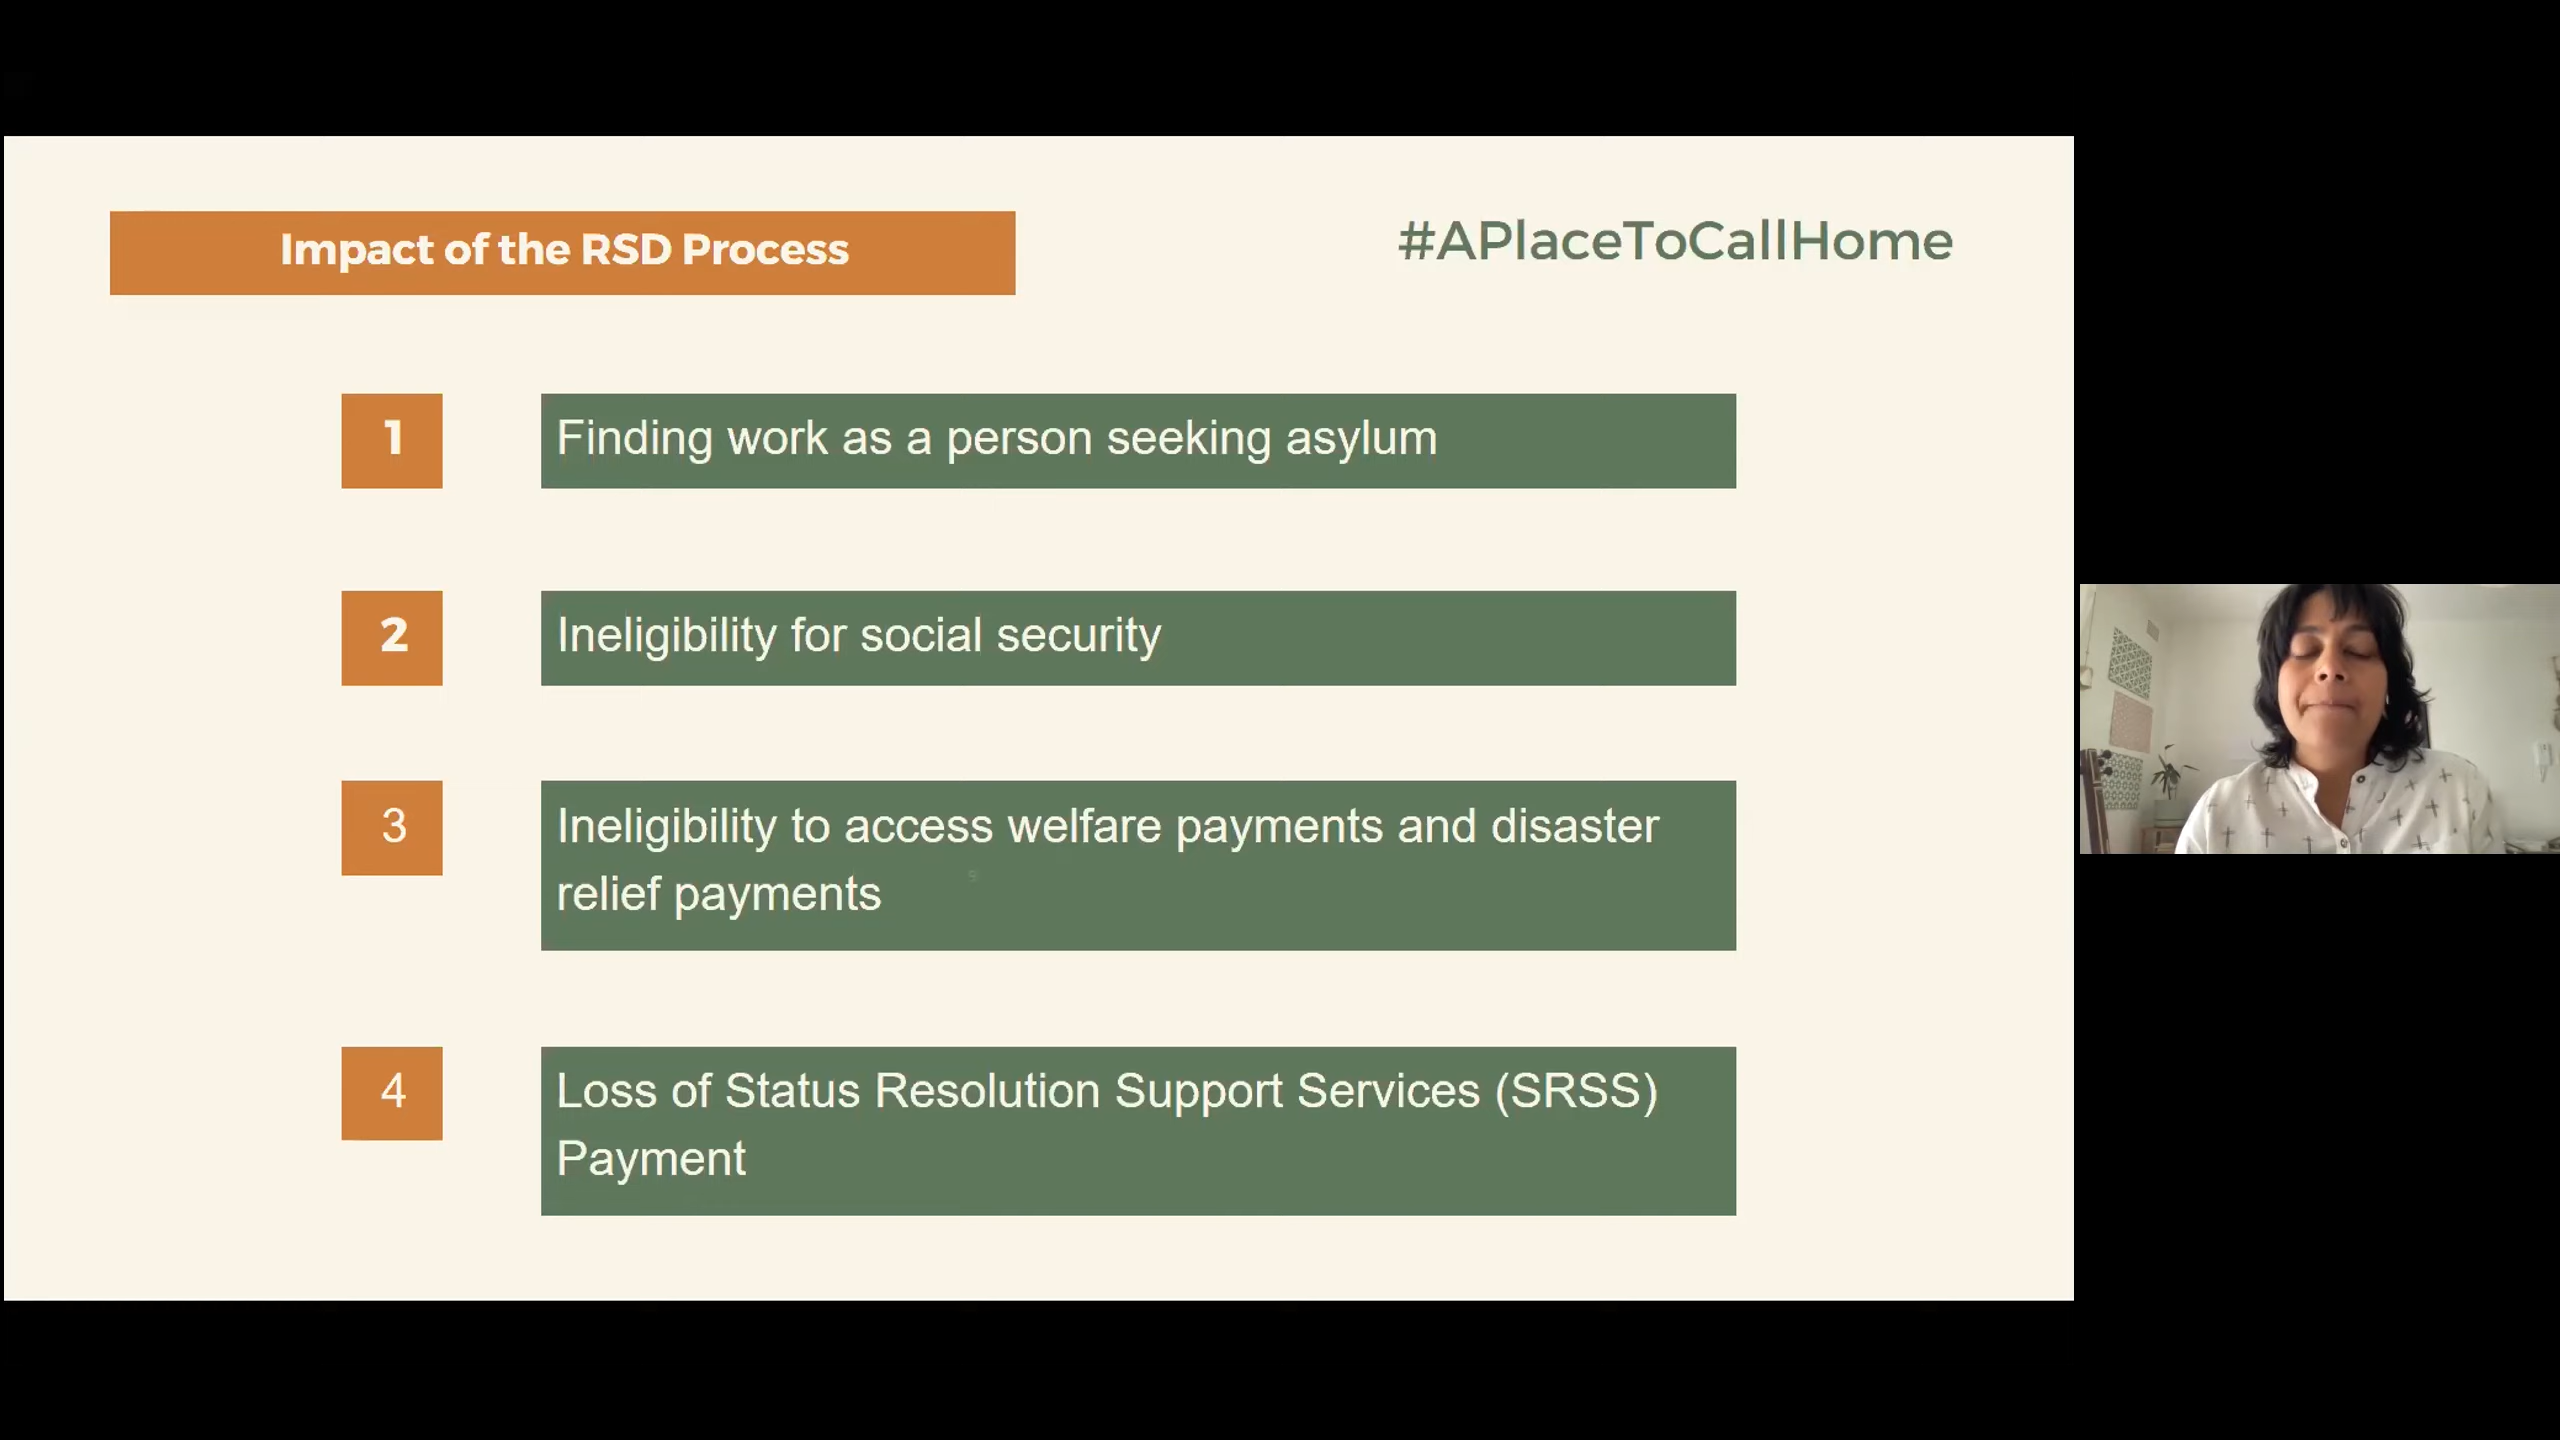 Impact of the RSD Process
#APlaceToCallHome
1
Finding work as a person seeking asylum
2
Ineligibility for social security
3
Ineligibility to access welfare payments and disaster
relief payments
4
Loss of Status Resolution Support Services (SRSS)
Payment